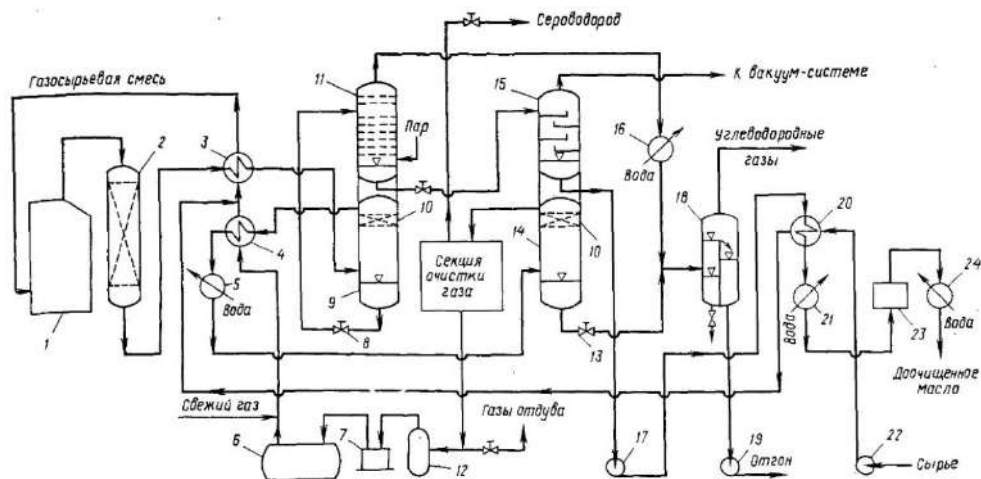 Сероводород
К вакуум-системе
Газосырьевая смесь
11
15
2
Пар
16
Углеводородные
газы
3
Вода
18
20
10
10
4
14
Секция
очистки
газа
24
5
Вода
9
Вода
21
23
Вода
1
8
13
Доочищенное
масло
Свежий газ
Газы отдува
6
7
12
17
19
22
Отгон
Сырье